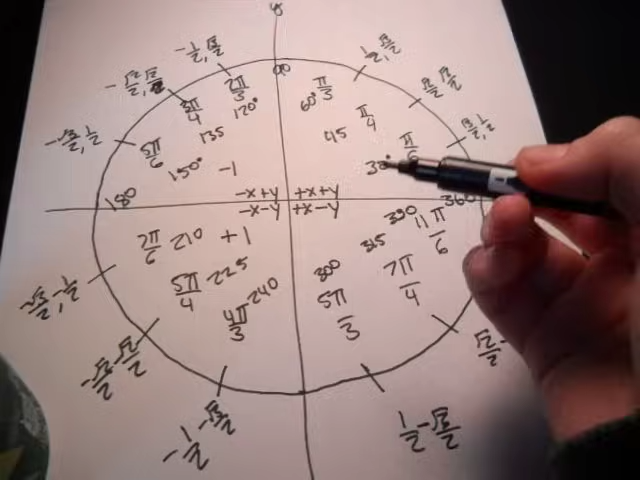 y
-1/2, √3/2
90
1/2, √3/2
-√2/2, √2/2
2π/3
120°
60°
π/3
√2/2, √2/2
3π/4
135
45
π/4
-√3/2, 1/2
5π/6
150°
-1
30°
π/6
√3/2, 1/2
180
-x+y
+x+y
360
-x-y
+x-y
7π/6
210
+1
315
330
11π/6
-√3/2, -1/2
5π/4
225
300
7π/4
4π/3
240
5π/3
-√2/2
√2/2 -
-1/2 -√3/2
1/2 -√3/2